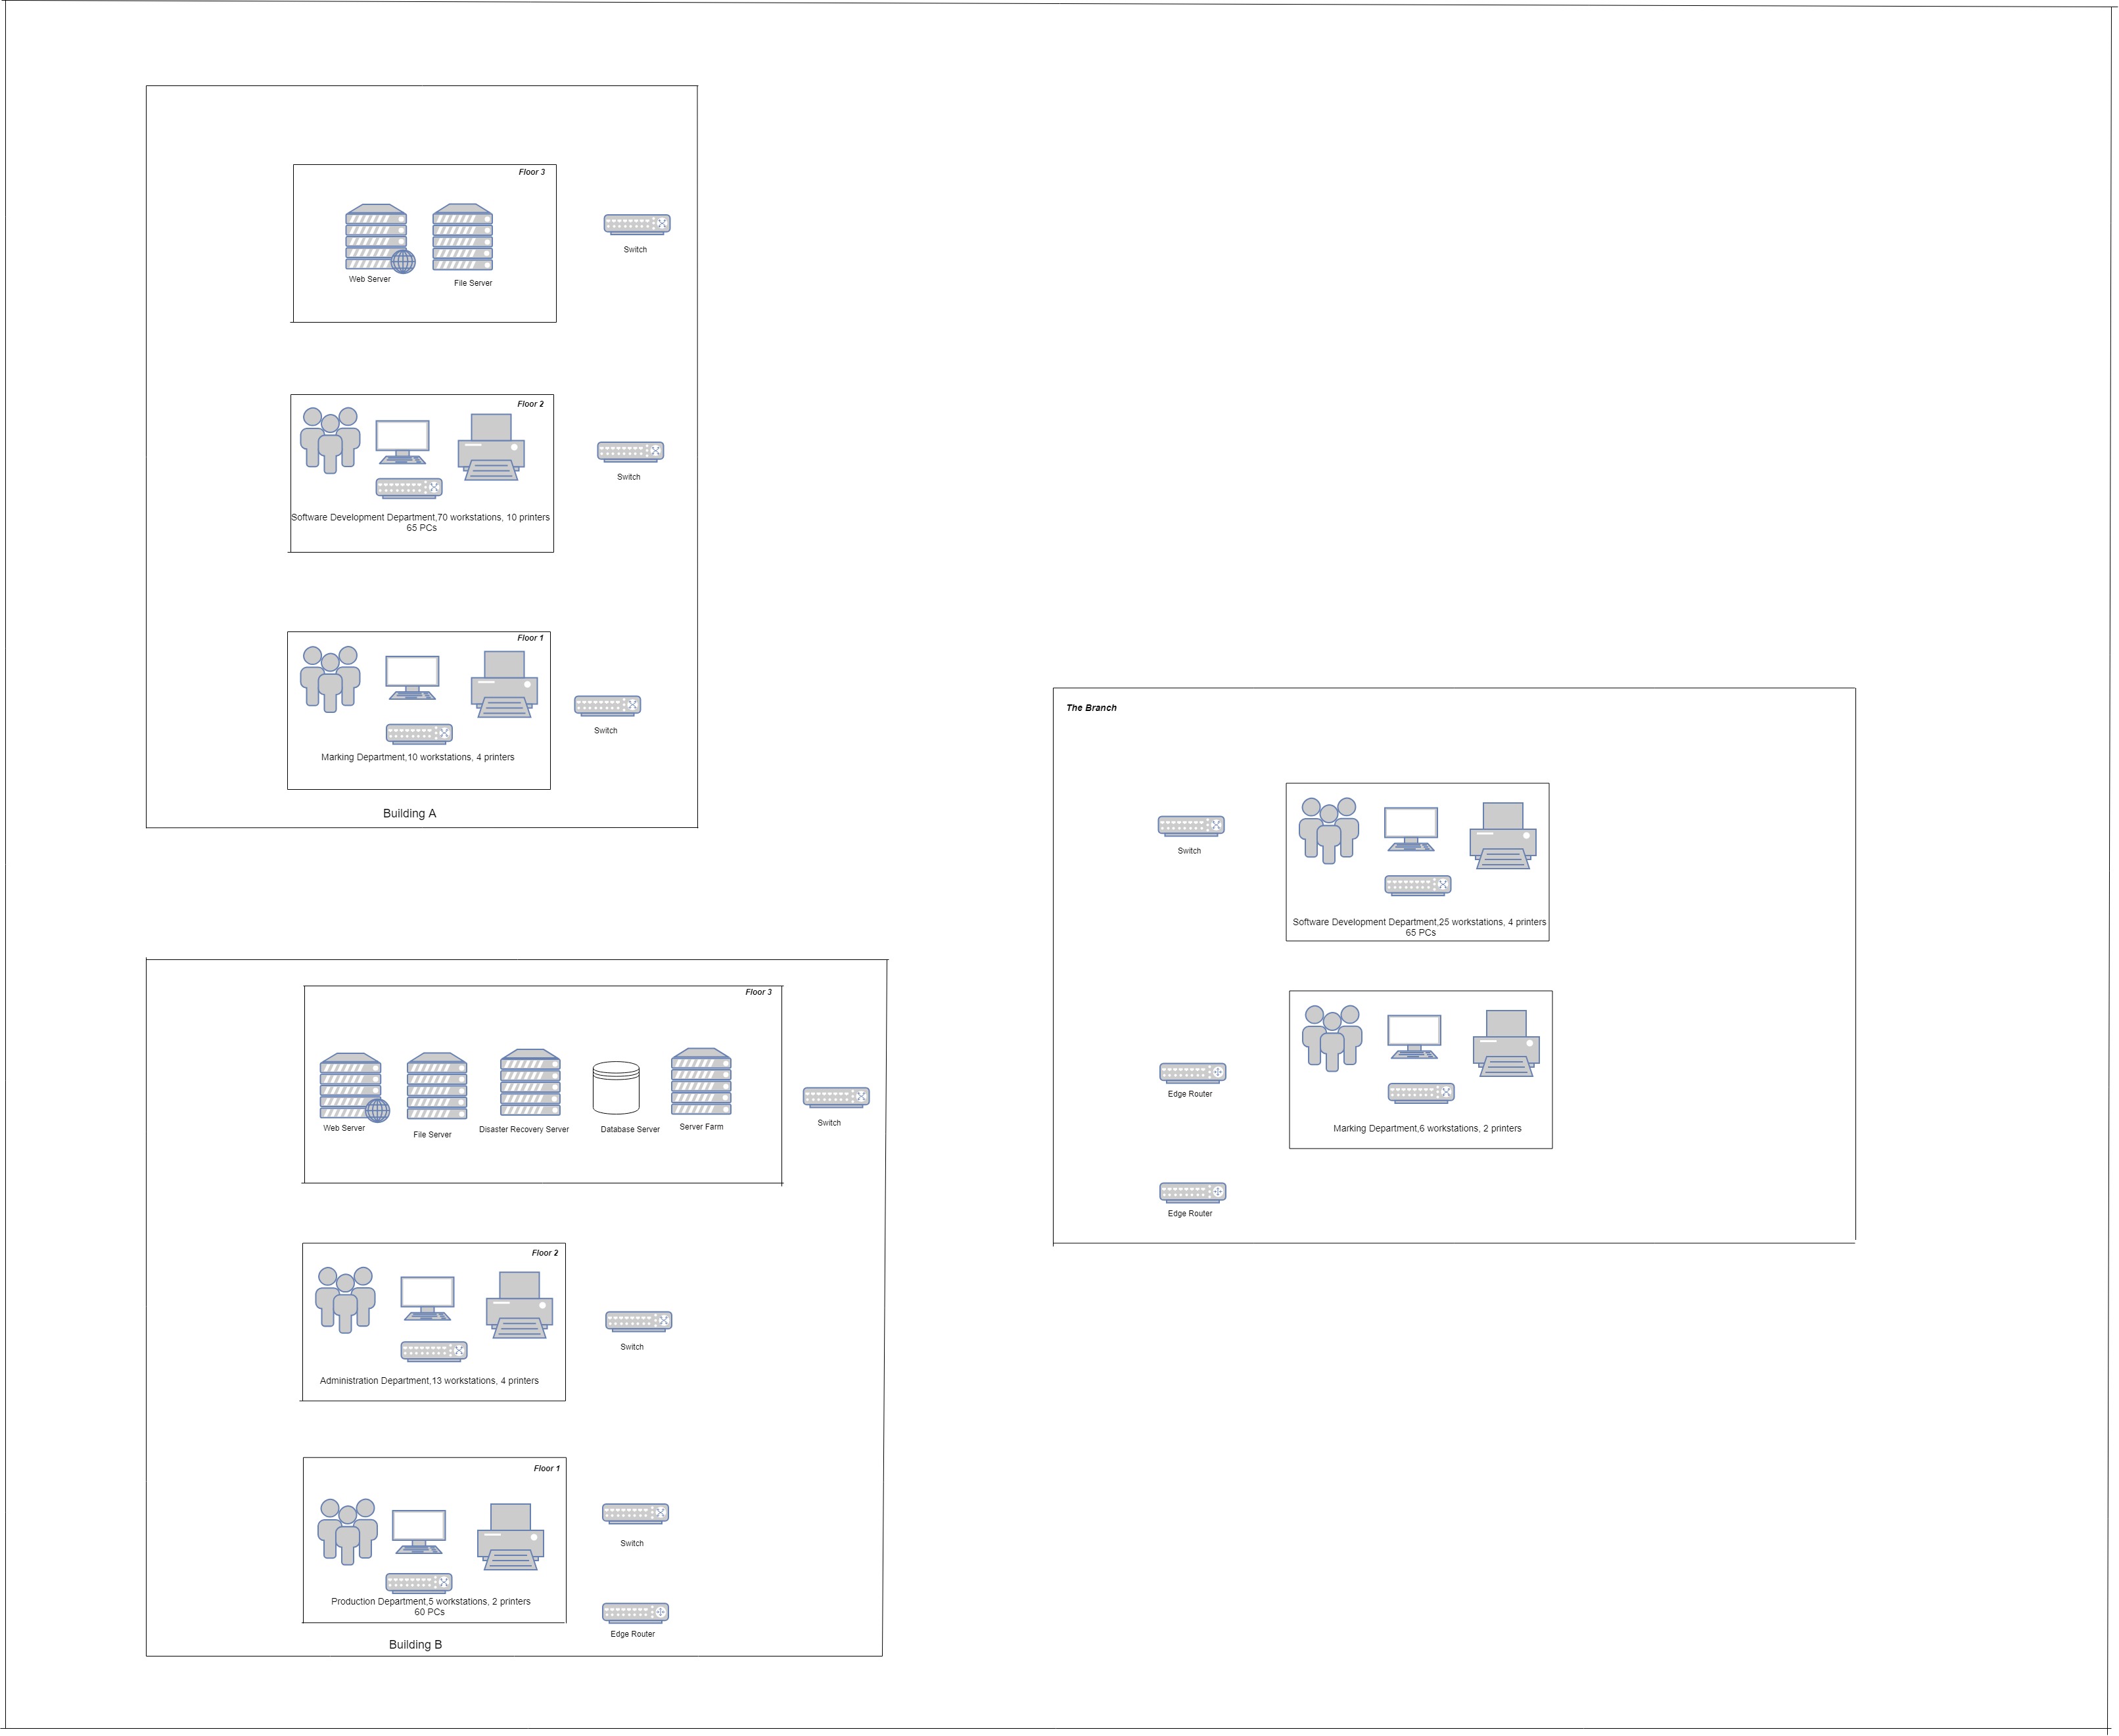 Floor 3
Web Server
File Server
Switch
Floor 2
Switch
Software Development Department,70 workstations, 10 printers
65 PCs
Floor 1
Switch
Marking Department,10 workstations, 4 printers
Building A
The Branch
Switch
Software Development Department,25 workstations, 4 printers
65 PCs
Edge Router
Marking Department,6 workstations, 2 printers
Edge Router
Floor 3
Web Server
File Server
Disaster Recovery Server
Database Server
Server Farm
Switch
Floor 2
Switch
Administration Department,13 workstations, 4 printers
Floor 1
Switch
Production Department,5 workstations, 2 printers
60 PCs
Edge Router
Building B